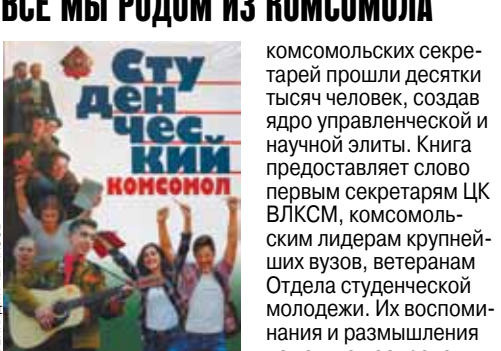 ВСЕ МЫ РОДОМ ИЗ КОМСОМОЛА
Сту
ден
чес
кий
комсомол
комсомольских секре-
тарей прошли десятки
тысяч человек, создав
ядро управленческой и
научной элиты. Книга
предоставляет слово
первым секретарям ЦК
ВЛКСМ, комсомоль-
ским лидерам крупней-
ших вузов, ветеранам
Отдела студенческой
молодежи. Их воспоми-
нания и размышления